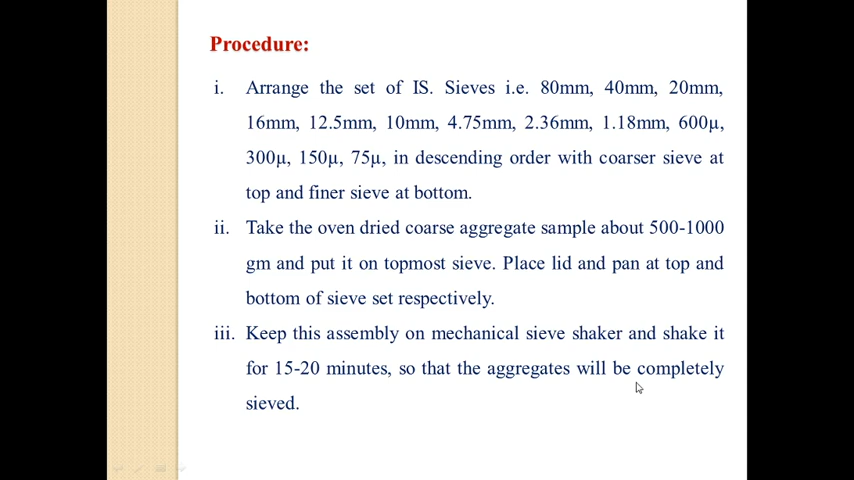 Procedure:
i. Arrange the set of IS. Sieves i.e. 80mm, 40mm, 20mm,
16mm, 12.5mm, 10mm, 4.75mm, 2.36mm, 1.18mm, 600µ,
300µ, 150µ, 75µ, in descending order with coarser sieve at
top and finer sieve at bottom.
ii. Take the oven dried coarse aggregate sample about 500-1000
gm and put it on topmost sieve. Place lid and pan at top and
bottom of sieve set respectively.
iii. Keep this assembly on mechanical sieve shaker and shake it
for 15-20 minutes, so that the aggregates will be completely
sieved.